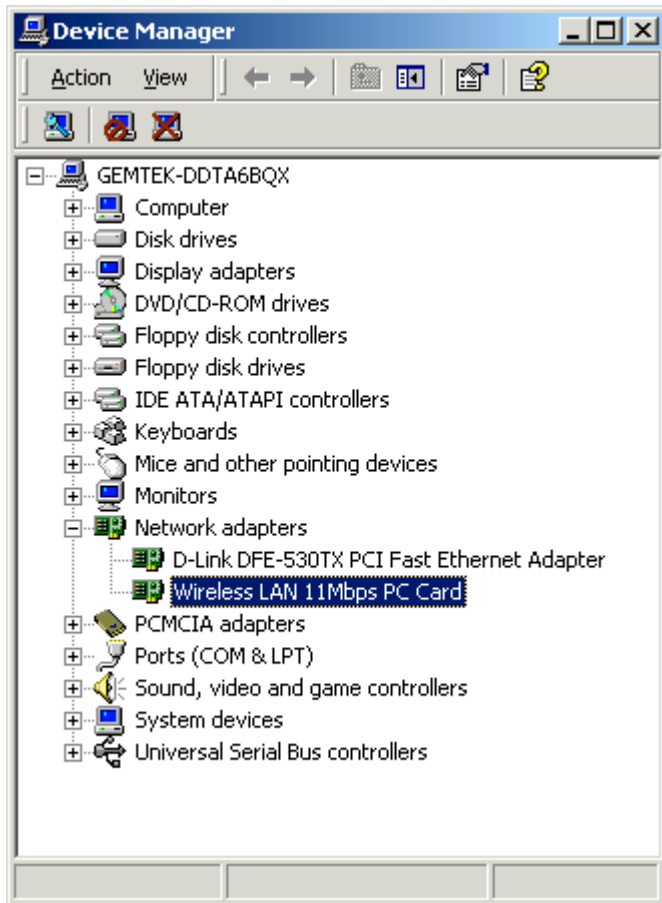 Device Manager
Action View
GEMTEK-DDTA6BQX
Computer
Disk drives
Display adapters
DVD/CD-ROM drives
Floppy disk controllers
Floppy disk drives
IDE ATA/ATAPI controllers
Keyboards
Mice and other pointing devices
Monitors
Network adapters
D-Link DFE-530TX PCI Fast Ethernet Adapter
Wireless LAN 11Mbps PC Card
PCMCIA adapters
Ports (COM & LPT)
Sound, video and game controllers
System devices
Universal Serial Bus controllers